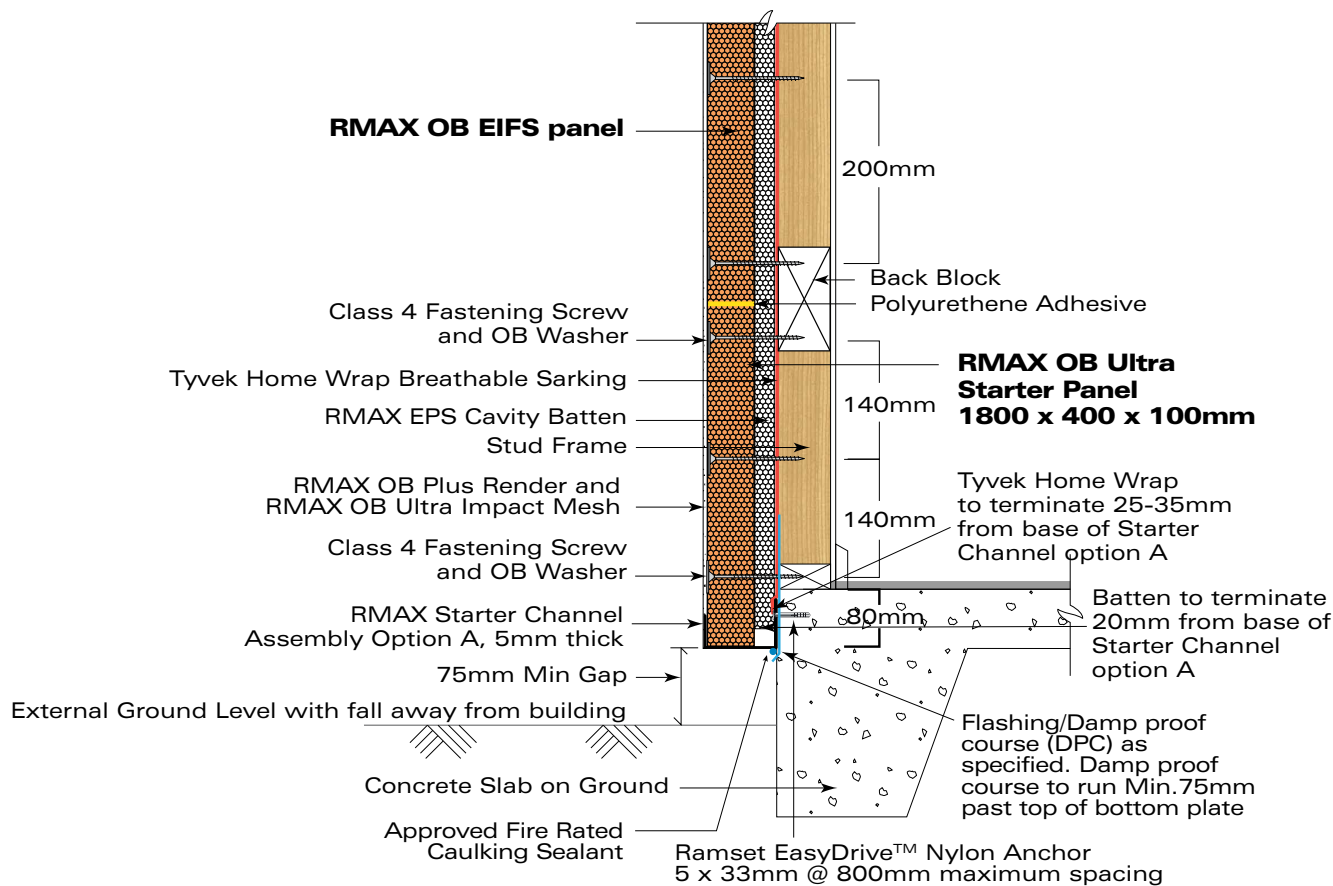 RMAX OB EIFS panel
200mm
Back Block
Polyurethene Adhesive
Class 4 Fastening Screw
and OB Washer
RMAX OB Ultra
Starter Panel
1800 x 400 x 100mm
Tyvek Home Wrap Breathable Sarking
140mm
RMAX EPS Cavity Batten
Stud Frame
RMAX OB Plus Render and
RMAX OB Ultra Impact Mesh
Tyvek Home Wrap
to terminate 25-35mm
from base of Starter
Channel option A
140mm
Class 4 Fastening Screw
and OB Washer
RMAX Starter Channel
Assembly Option A, 5mm thick
80mm
Batten to terminate
20mm from base of
Starter Channel
option A
75mm Min Gap
External Ground Level with fall away from building
Flashing/Damp proof
course (DPC) as
specified. Damp proof
course to run Min.75mm
past top of bottom plate
Concrete Slab on Ground
Approved Fire Rated
Caulking Sealant
Ramset EasyDrive™ Nylon Anchor
5 x 33mm @ 800mm maximum spacing